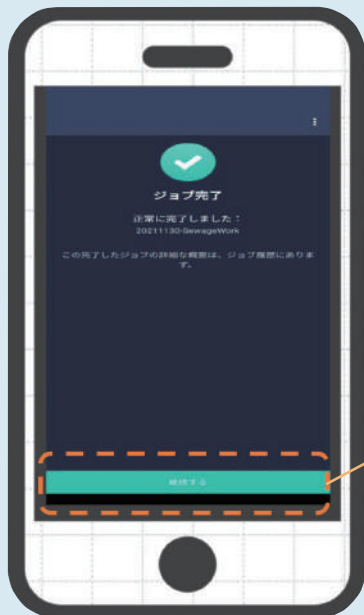 ジョブ完了
正常に完了しました：
20211130-SewageWork
この完了したジョブの詳細な概要は、ジョブ履歴にありま
す。
継続する